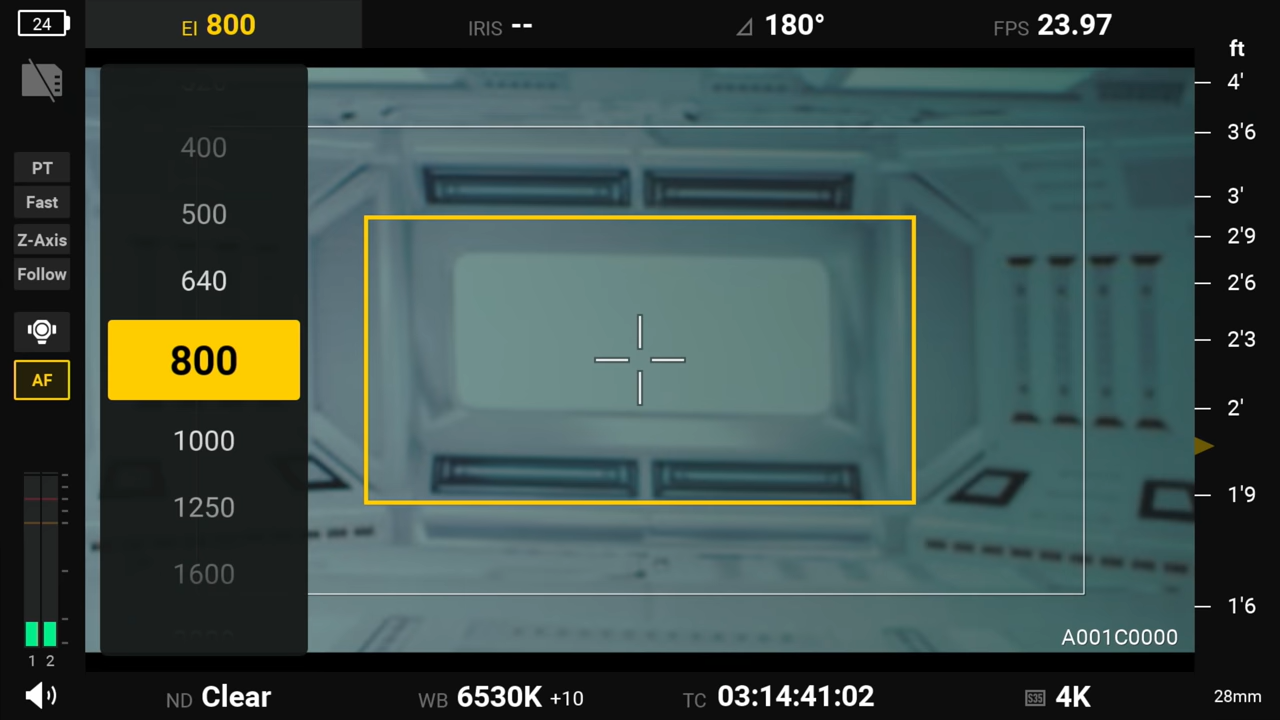 24
EI 800
IRIS --
180°
FPS 23.97
ft
4'
3'6
3'
2'9
2'6
2'3
2'
1'9
1'6
PT
Fast
Z-Axis
Follow
AF
400
500
640
800
1000
1250
1600
1 2
A001C0000
ND Clear
WB 6530K +10
TC 03:14:41:02
S35 4K
28mm